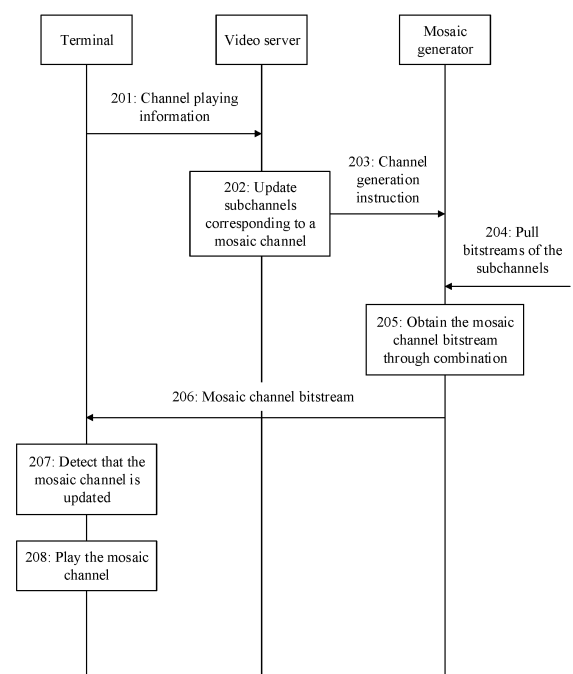 Terminal
Video server
Mosaic
generator
201: Channel playing
information
202: Update
subchannels
corresponding to a
mosaic channel
203: Channel
generation
instruction
204: Pull
bitstreams of the
subchannels
205: Obtain the mosaic
channel bitstream
through combination
206: Mosaic channel bitstream
207: Detect that the
mosaic channel is
updated
208: Play the mosaic
channel